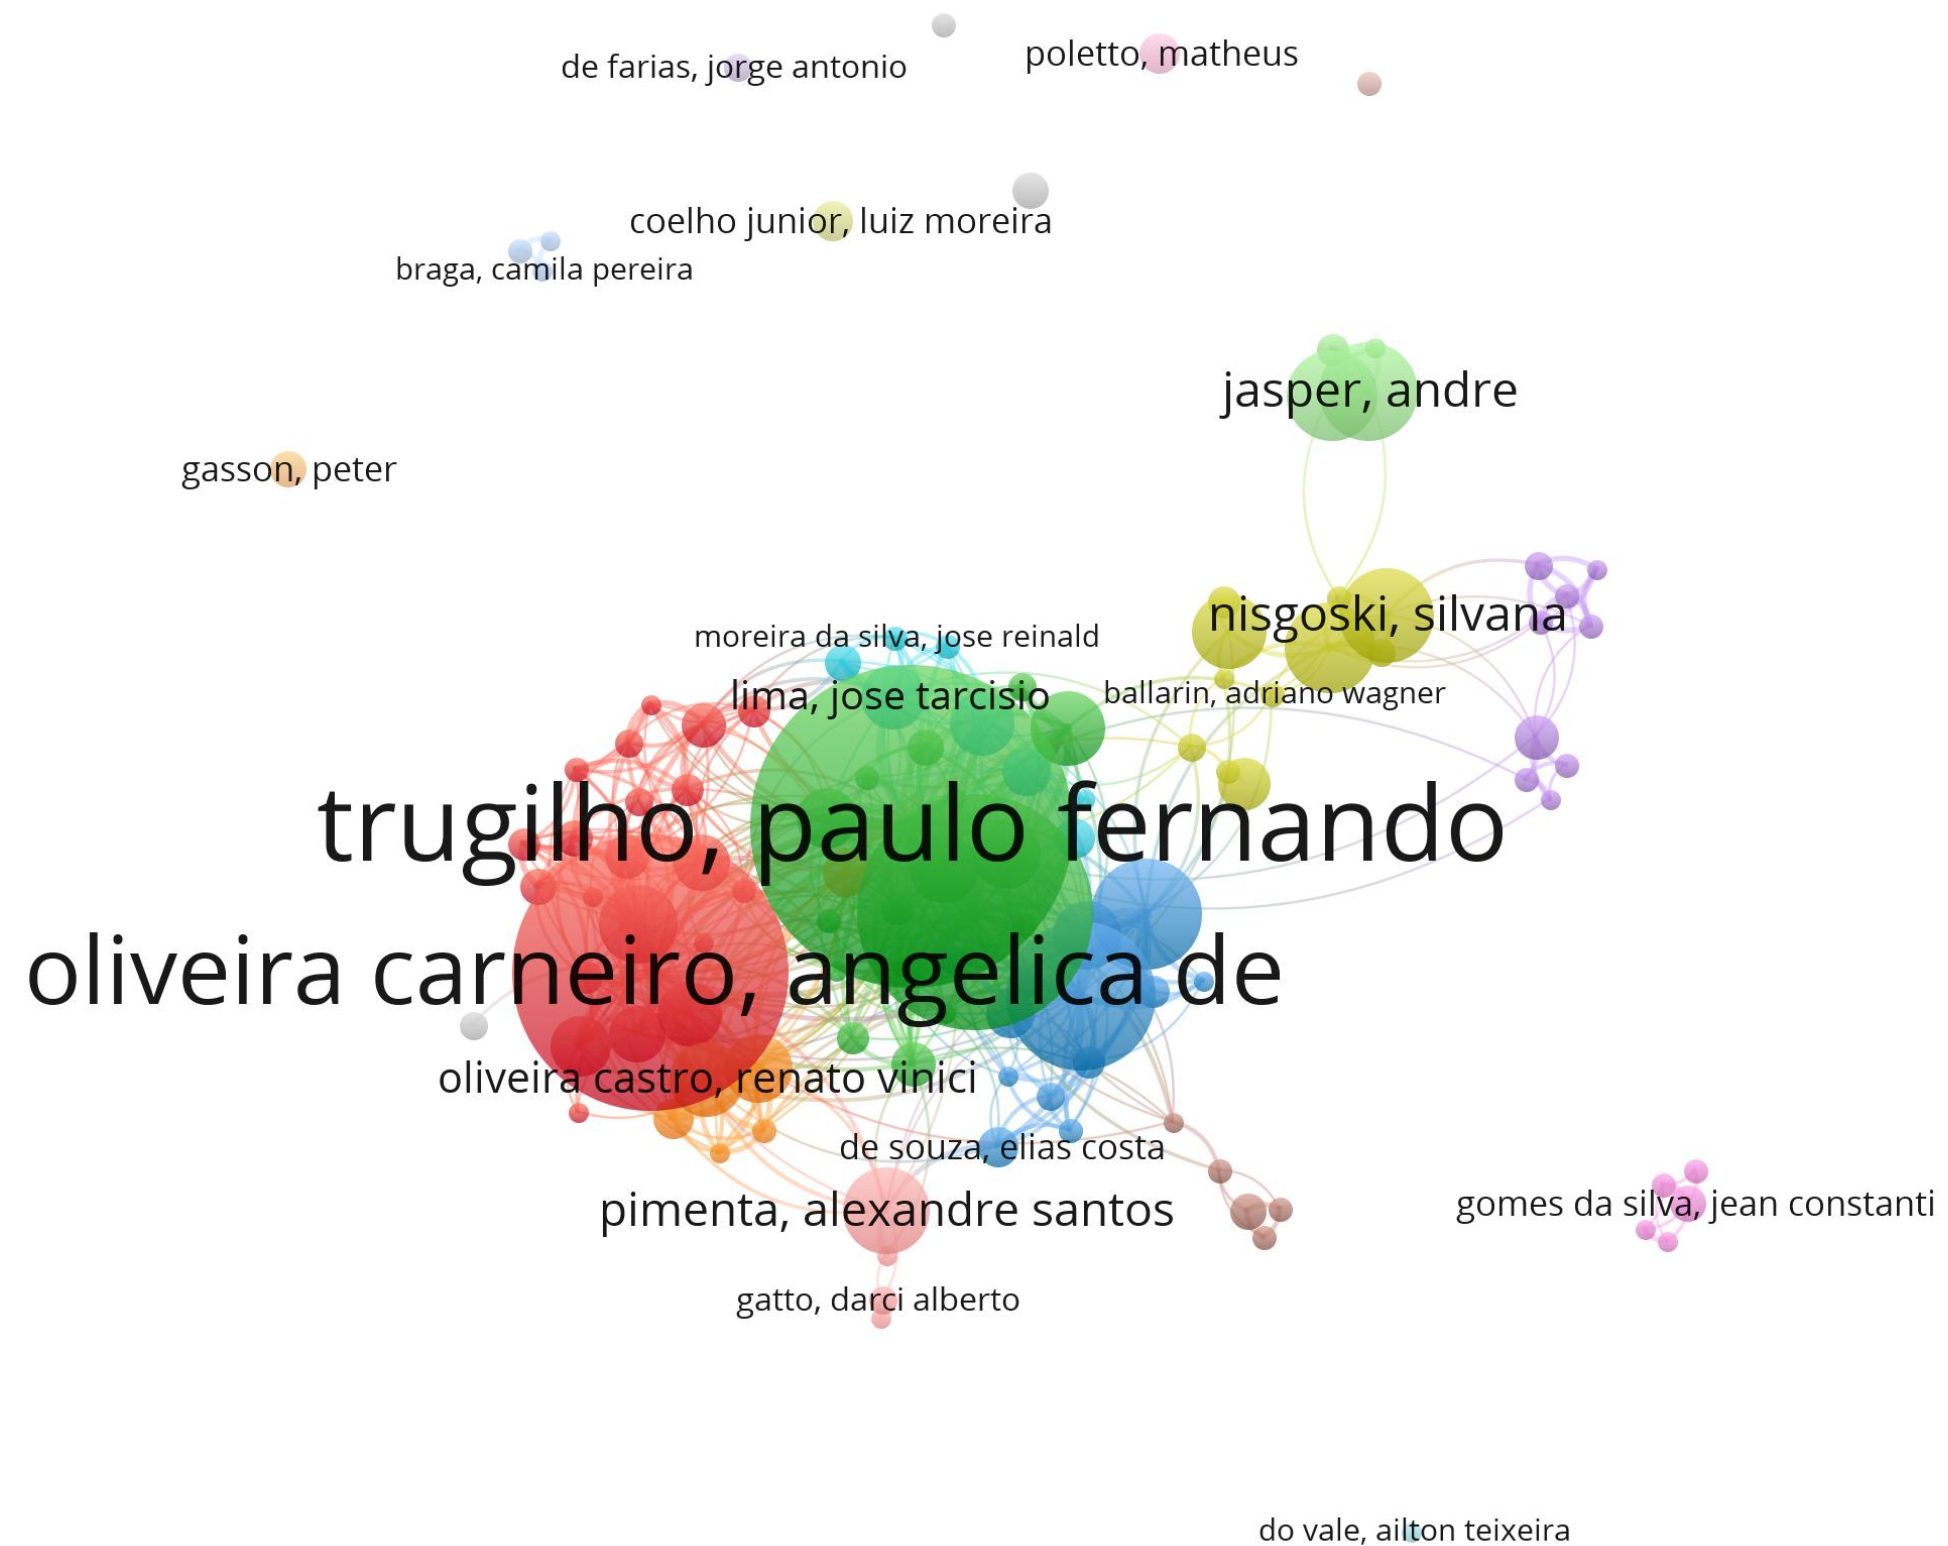 poletto, matheus
de farias, jorge antonio
coelho junior, luiz moreira
braga, camila pereira
jasper, andre
gasson, peter
nisgoski, silvana
moreira da silva, jose reinald
lima, jose tarcisio
ballarin, adriano wagner
trugilho, paulo fernando
oliveira carneiro, angelica de
oliveira castro, renato vinici
de souza, elias costa
pimenta, alexandre santos
gomes da silva, jean constanti
gatto, darci alberto
do vale, ailton teixeira